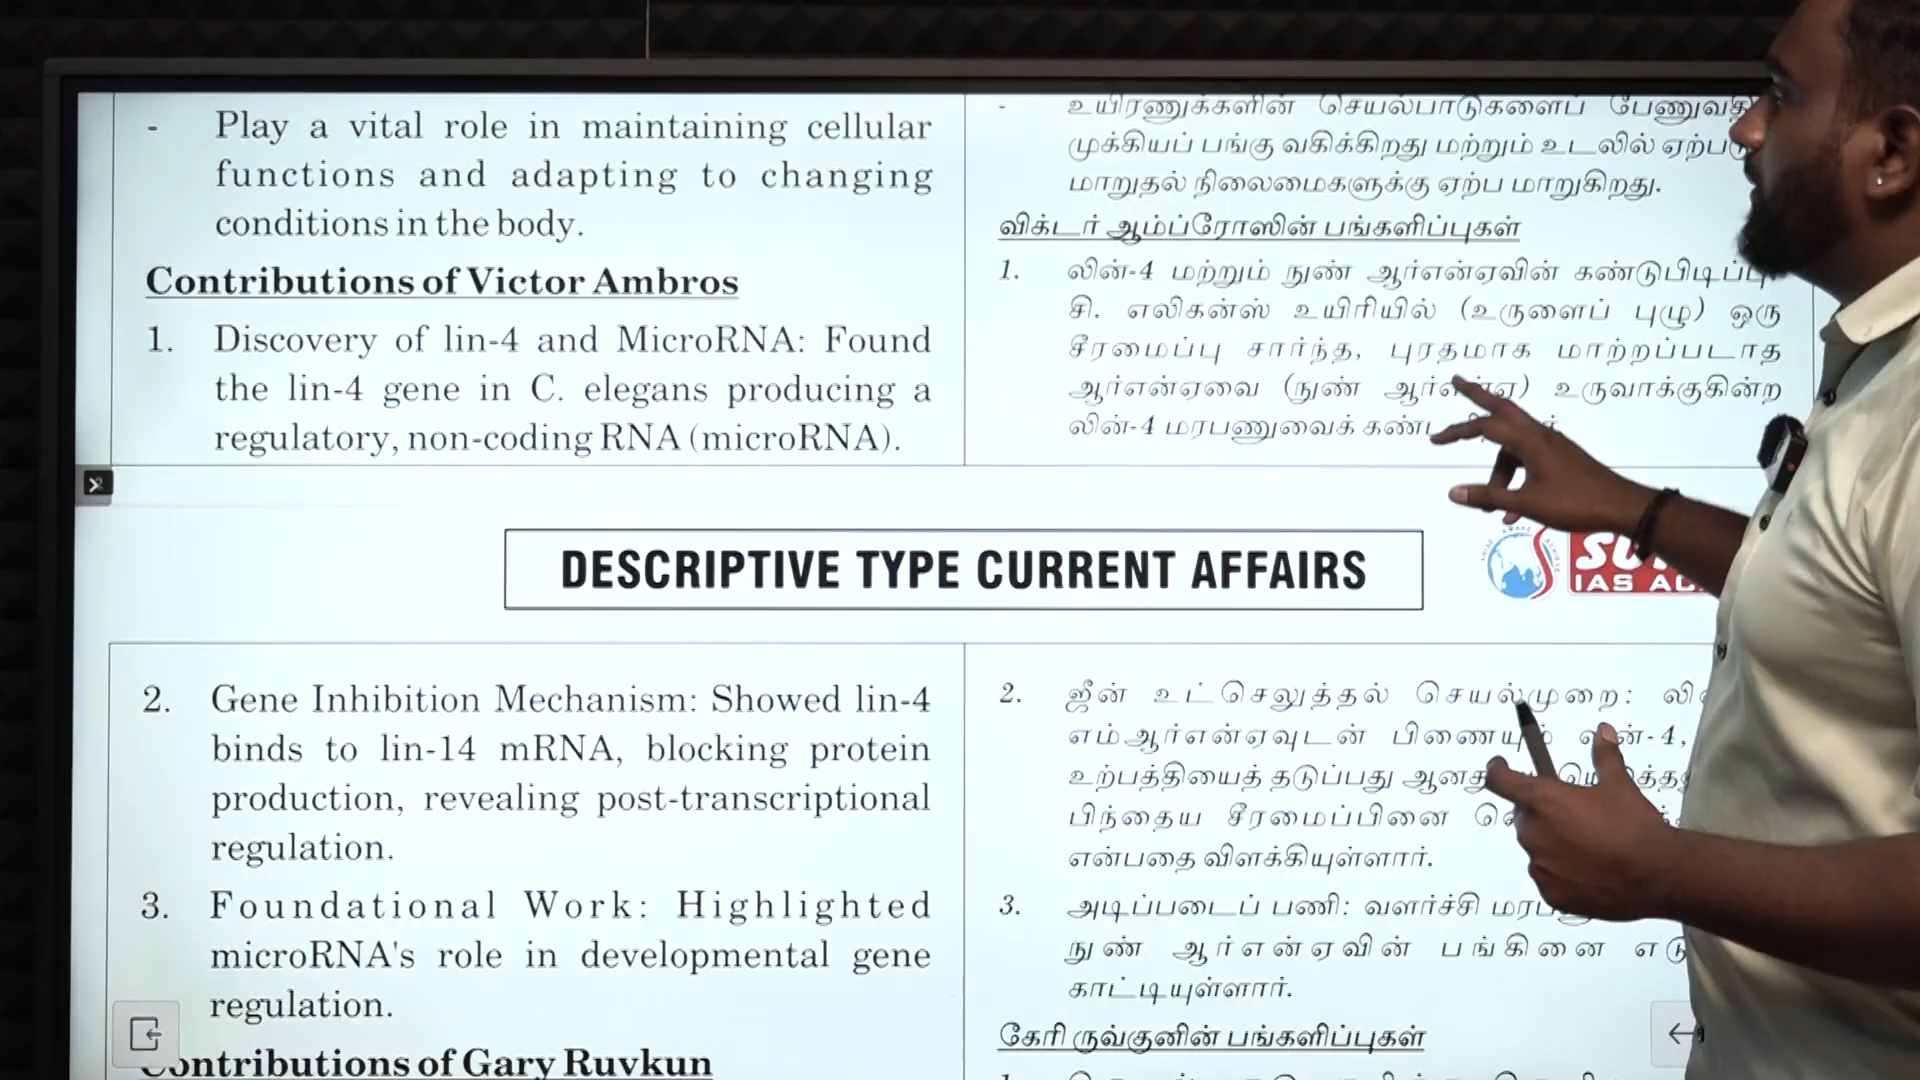 - Play a vital role in maintaining cellular
functions and adapting to changing
conditions in the body.
Contributions of Victor Ambros
1. Discovery of lin-4 and MicroRNA: Found
the lin-4 gene in C. elegans producing a
regulatory, non-coding RNA (microRNA).
- உயிரணுக்களின் செயல்பாடுகளைப்
முக்கியப் பங்கு வகிக்கிறது மற்றும் உடலில்
மாறுதல் நிலைமைகளுக்கு ஏற்ப மாறுகிறது.
விக்டர் ஆம்ப்ரோஸின் பங்களிப்புகள்
1. லின்-4 மற்றும் நுண் ஆர்என்ஏவின்
சி. எலிகன்ஸ் உயிரியில் (உருளைப் புழு) ஒரு
சீரமைப்பு சார்ந்த, புரதமாக மாற்றப்படாத
ஆர்என்ஏவை (நுண் உருவாக்குகின்ற
லின்-4 மரபணுவைக்
DESCRIPTIVE TYPE CURRENT AFFAIRS
IAS
2. Gene Inhibition Mechanism: Showed lin-4
binds to lin-14 mRNA, blocking protein
production, revealing post-transcriptional
regulation.
3. Foundational Work: Highlighted
microRNA's role in developmental gene
regulation.
Contributions of Gary Ruvkun
2. ஜீன் உட்செலுத்தல் செயல்முறை:
எம்ஆர்என்ஏவுடன் பிணையும்
உற்பத்தியைத் தடுப்பது
பிந்தைய சீரமைப்பினை
என்பதை விளக்கியுள்ளார்.
3. அடிப்படைப் பணி: வளர்ச்சி
நுண் ஆர்என்ஏவின் பங்கினை
காட்டியுள்ளார்.
கேரி ருவ்குனின் பங்களிப்புகள்